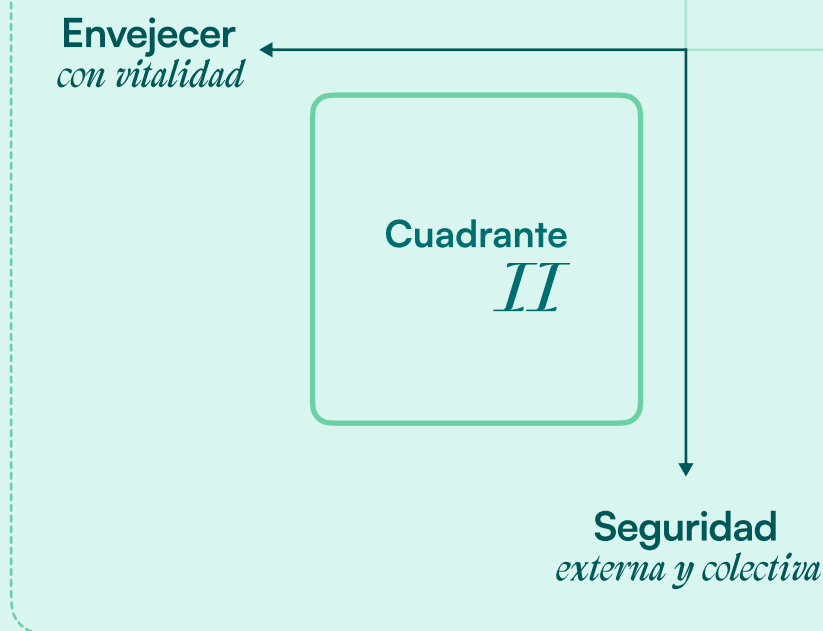 Envejecer
con vitalidad
Cuadrante
II
Seguridad
externa y colectiva